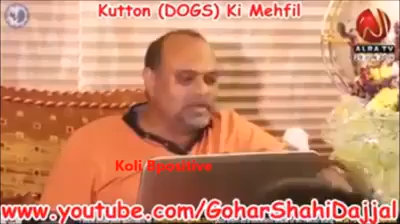 Kutton (DOGS) Ki Mehfil
ALRA TV
Koli Bpositive
www.youtube.com/GoharShahiDajjal